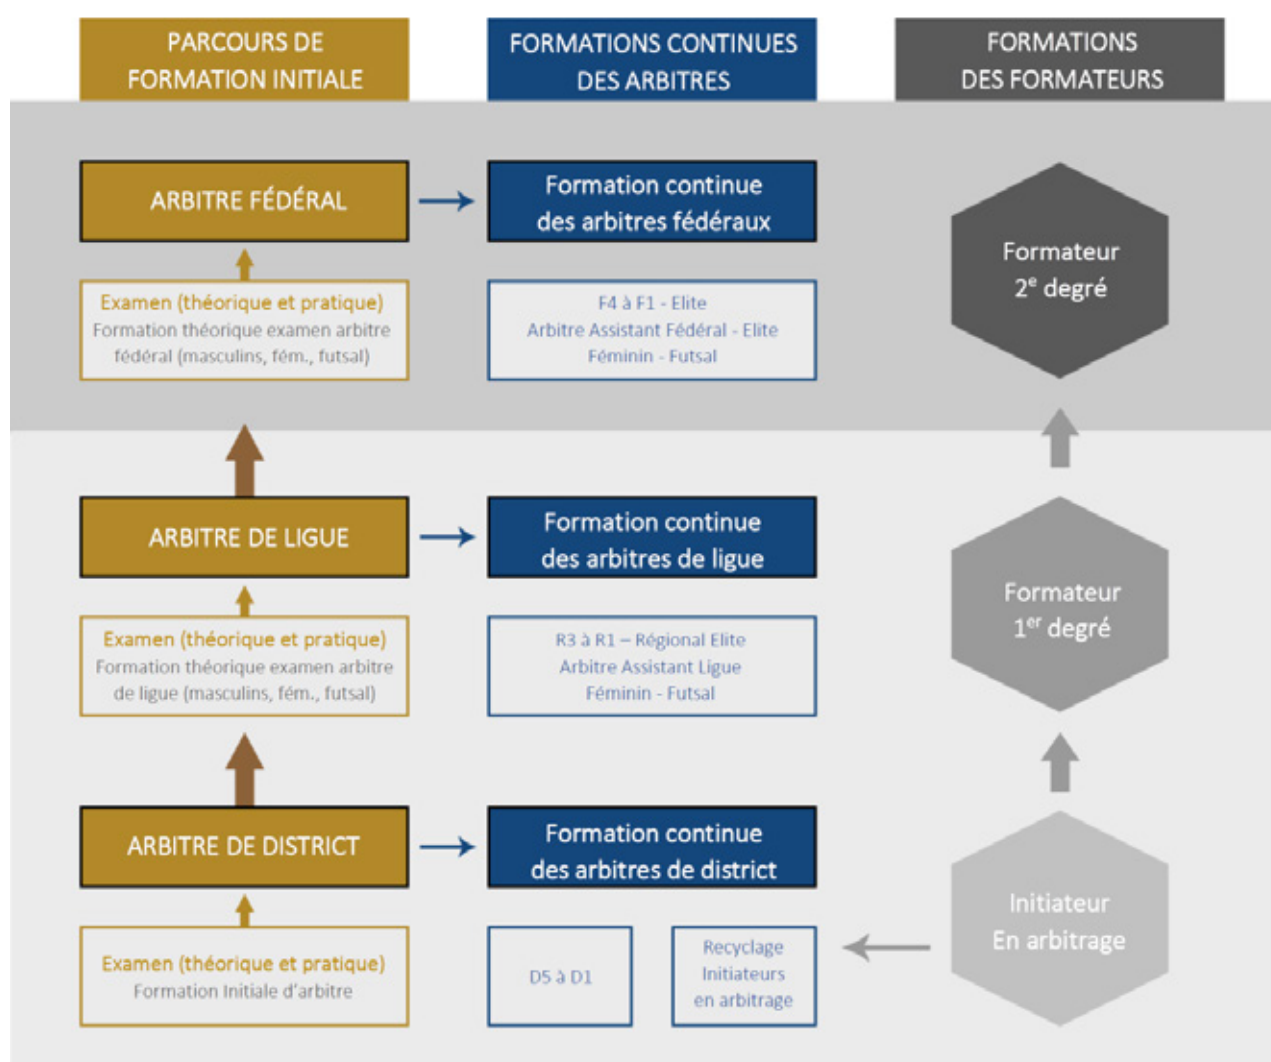 PARCOURS DE
FORMATION INITIALE
FORMATIONS CONTINUES
DES ARBITRES
FORMATIONS
DES FORMATEURS
ARBITRE FÉDÉRAL
Formation continue
des arbitres fédéraux
Examen (théorique et pratique)
Formation théorique examen arbitre
fédéral (masculins, fém., futsal)
F4 à F1 - Elite
Arbitre Assistant Fédéral - Elite
Féminin - Futsal
Formateur
2e degré
ARBITRE DE LIGUE
Formation continue
des arbitres de ligue
Examen (théorique et pratique)
Formation théorique examen arbitre
de ligue (masculins, fém., futsal)
R3 à R1 – Régional Elite
Arbitre Assistant Ligue
Féminin - Futsal
Formateur
1er degré
ARBITRE DE DISTRICT
Formation continue
des arbitres de district
Examen (théorique et pratique)
Formation Initiale d'arbitre
D5 à D1
Recyclage
Initiateurs
en arbitrage
Initiateur
En arbitrage